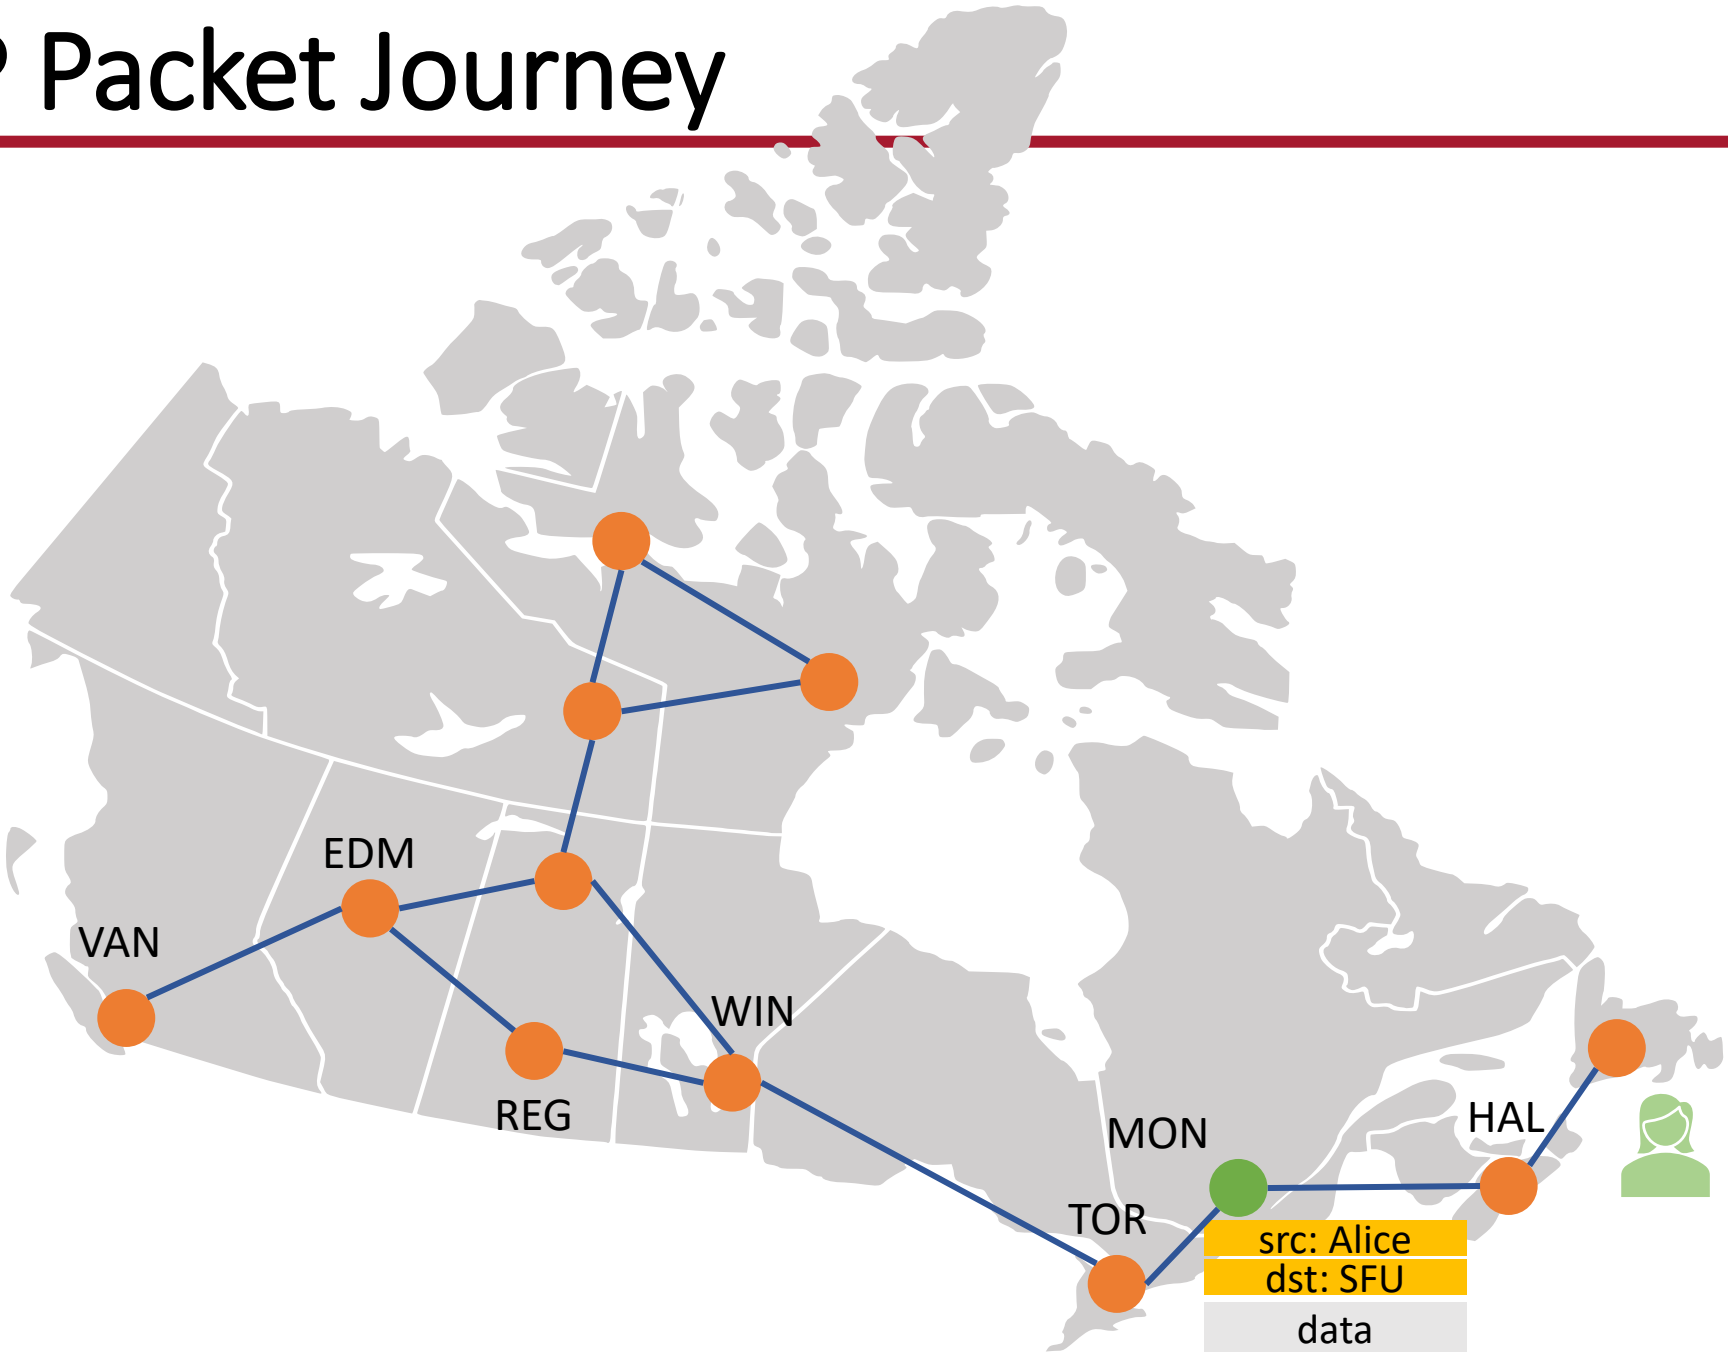 Packet Journey
EDM
VAN
WIN
REG
MON
HAL
TOR
src: Alice
dst: SFU
data